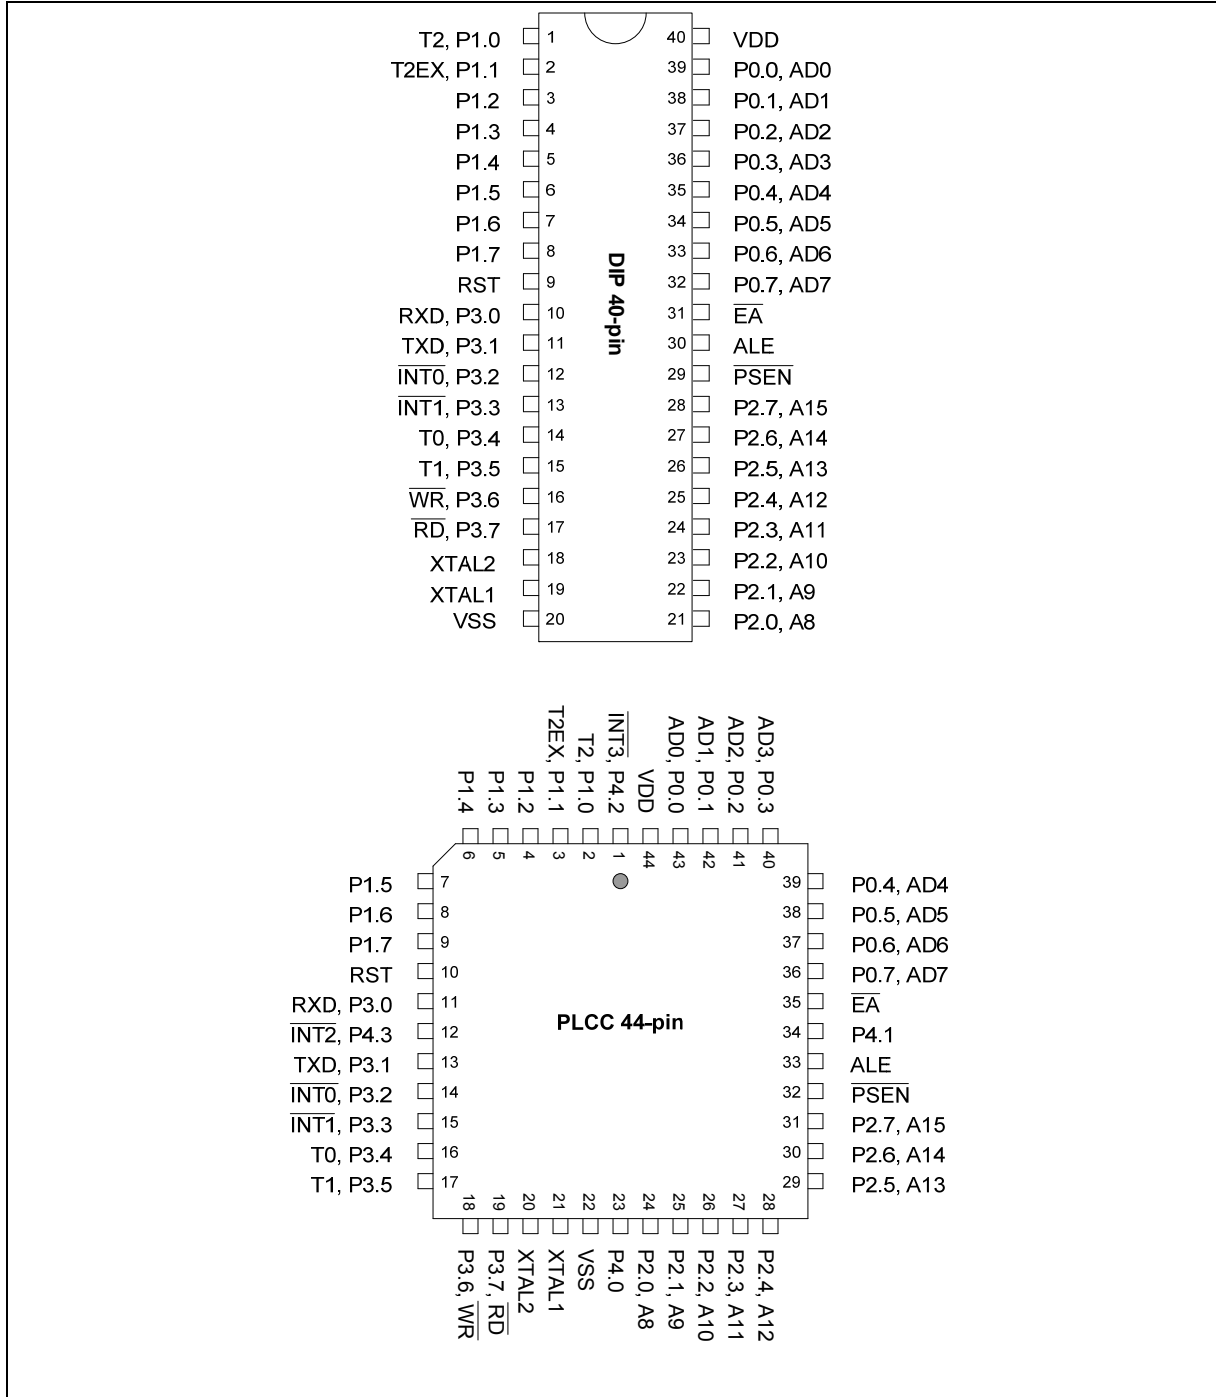 T2, P1.0 1 40 VDD
T2EX, P1.1 2 39 P0.0, AD0
P1.2 3 38 P0.1, AD1
P1.3 4 37 P0.2, AD2
P1.4 5 36 P0.3, AD3
P1.5 6 35 P0.4, AD4
P1.6 7 34 P0.5, AD5
P1.7 8 33 P0.6, AD6
RST 9 32 P0.7, AD7
RXD, P3.0 10 31 EA
TXD, P3.1 11 30 ALE
INT0, P3.2 12 29 PSEN
INT1, P3.3 13 28 P2.7, A15
T0, P3.4 14 27 P2.6, A14
T1, P3.5 15 26 P2.5, A13
WR, P3.6 16 25 P2.4, A12
RD, P3.7 17 24 P2.3, A11
XTAL2 18 23 P2.2, A10
XTAL1 19 22 P2.1, A9
VSS 20 21 P2.0, A8
DIP 40-pin
P1.4
P1.3
P1.2
T2EX, P1.1
T2, P1.0
INT3, P4.2
VDD
AD0, P0.0
AD1, P0.1
AD2, P0.2
AD3, P0.3
6 5 4 3 2 1 44 43 42 41 40
P1.5 7 39 P0.4, AD4
P1.6 8 38 P0.5, AD5
P1.7 9 37 P0.6, AD6
RST 10 36 P0.7, AD7
RXD, P3.0 11 35 EA
INT2, P4.3 12 34 P4.1
TXD, P3.1 13 33 ALE
INT0, P3.2 14 32 PSEN
INT1, P3.3 15 31 P2.7, A15
T0, P3.4 16 30 P2.6, A14
T1, P3.5 17 29 P2.5, A13
PLCC 44-pin
18 19 20 21 22 23 24 25 26 27 28
P3.6, WR
P3.7, RD
XTAL2
XTAL1
VSS
P4.0
P2.0, A8
P2.1, A9
P2.2, A10
P2.3, A11
P2.4, A12